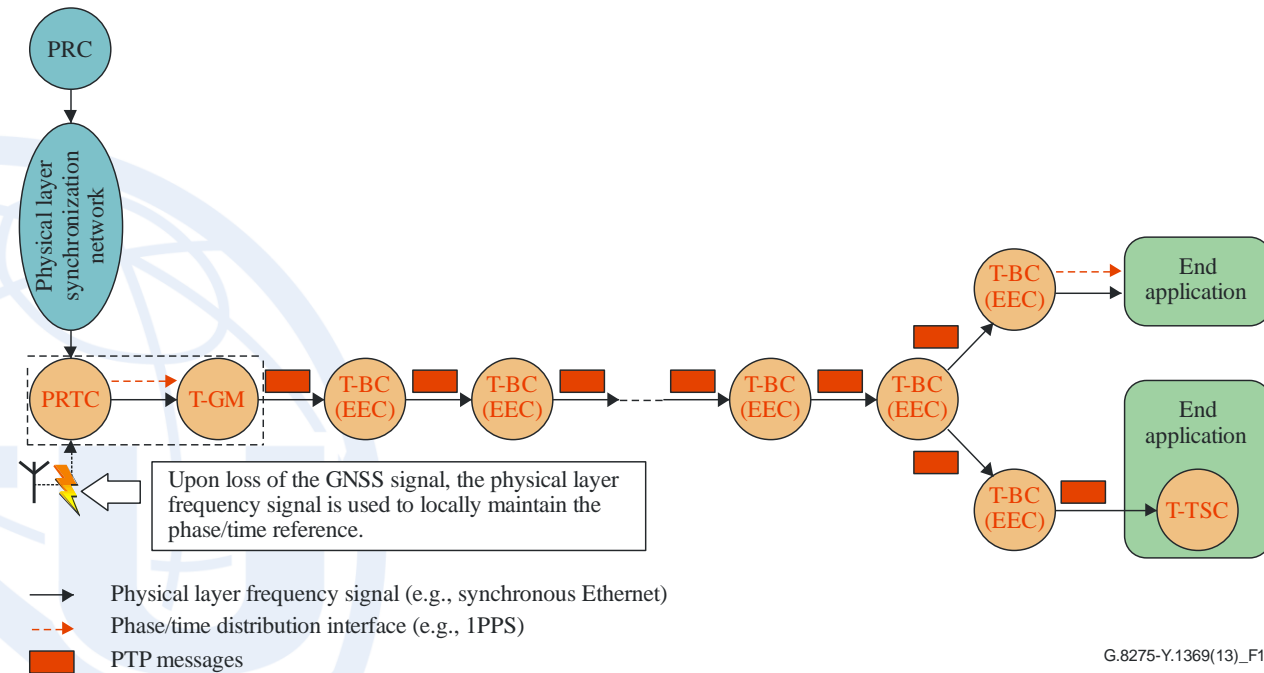 PRC
Physical layer
synchronization
network
PRTC
T-GM
T-BC
(EEC)
T-BC
(EEC)
T-BC
(EEC)
T-BC
(EEC)
T-BC
(EEC)
End
application
T-BC
(EEC)
End
application
T-TSC
Upon loss of the GNSS signal, the physical layer
frequency signal is used to locally maintain the
phase/time reference.
Physical layer frequency signal (e.g., synchronous Ethernet)
Phase/time distribution interface (e.g., 1PPS)
PTP messages
G.8275-Y.1369(13)_F1